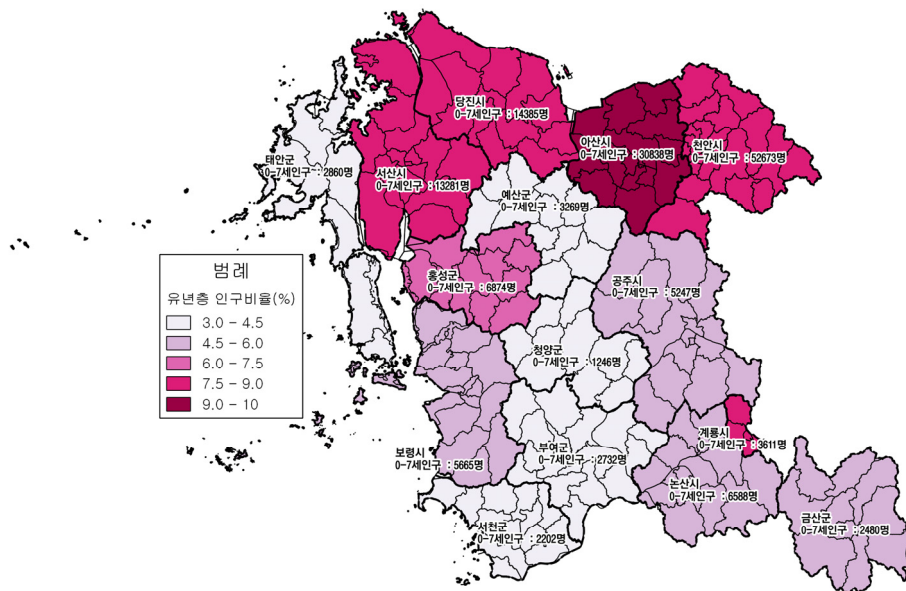 당진시
0-7세인구 : 14385명
아산시
0-7세인구 : 30838명
천안시
0-7세인구 : 52673명
태안군
0-7세인구 : 2860명
서산시
0-7세인구 : 13281명
예산군
0-7세인구 : 3269명
홍성군
0-7세인구 : 6874명
공주시
0-7세인구 : 5247명
범례
유년층 인구비율(%)
3.0 - 4.5
4.5 - 6.0
6.0 - 7.5
7.5 - 9.0
9.0 - 10
청양군
0-7세인구 : 1246명
계룡시
0-7세인구 : 3611명
보령시
0-7세인구 : 5665명
부여군
0-7세인구 : 2732명
논산시
0-7세인구 : 6588명
금산군
0-7세인구 : 2480명
서천군
0-7세인구 : 2202명